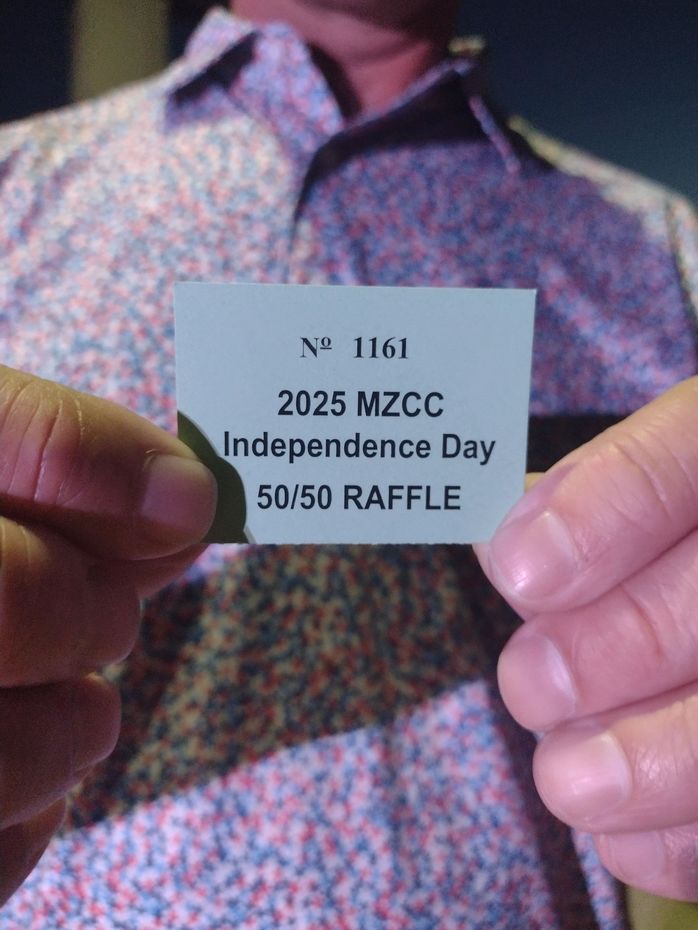 Nº 1161
2025 MZCC
Independence Day
50/50 RAFFLE